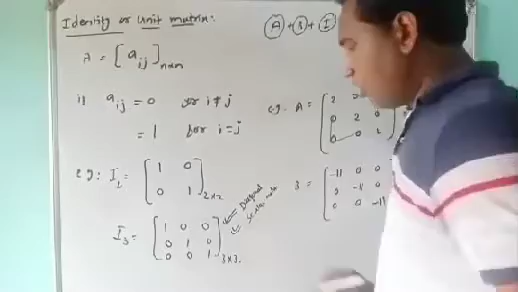 Identity or Unit matrix:
A + B + I
A = [ aij ]n×n
if aij = 0 for i ≠ j
= 1 for i = j
eg: I2 = [ 1 0
0 1 ]2×2
I3 = [ 1 0 0
0 1 0
0 0 1 ]3×3.
Diagonal
e.g. A = [ 2
0 2 0
0 0 2
B = [ -11 0 0
0 -11 0
0 0 -11